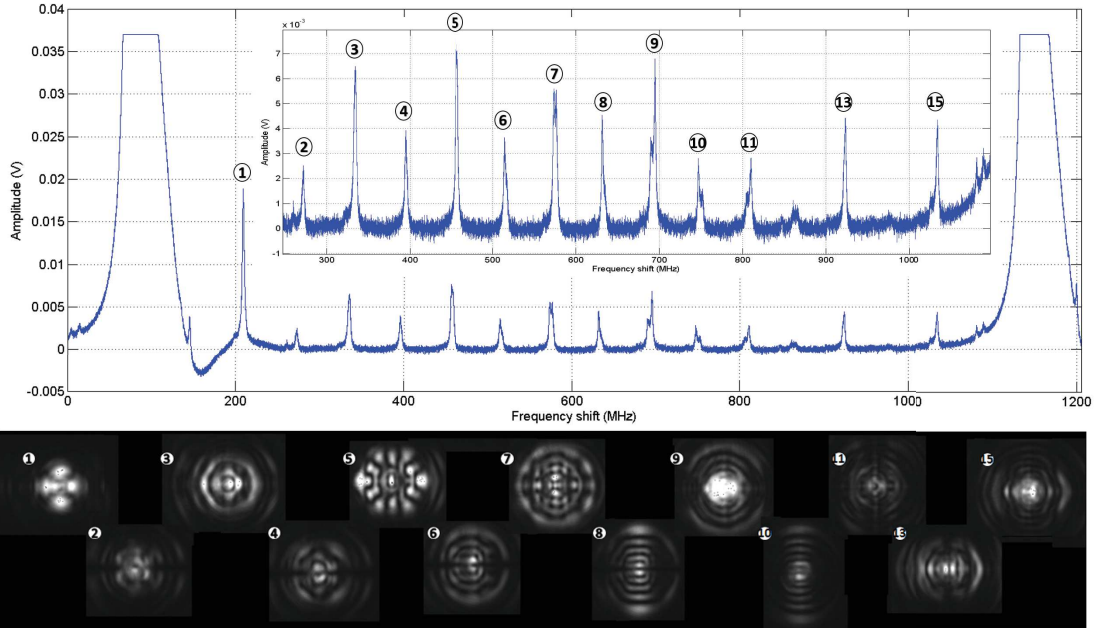 0.04
0.035
0.03
0.025
0.02
0.015
0.01
0.005
0
-0.005
Amplitude (V)
0 200 400 600 800 1000 1200
Frequency shift (MHz)
x 10⁻³
7
6
5
4
3
2
1
0
-1
Amplitude (V)
300 400 500 600 700 800 900 1000
Frequency shift (MHz)
1 2 3 4 5 6 7 8 9 10 11 13 15
1 3 5 7 9 11 15
2 4 6 8 10 13